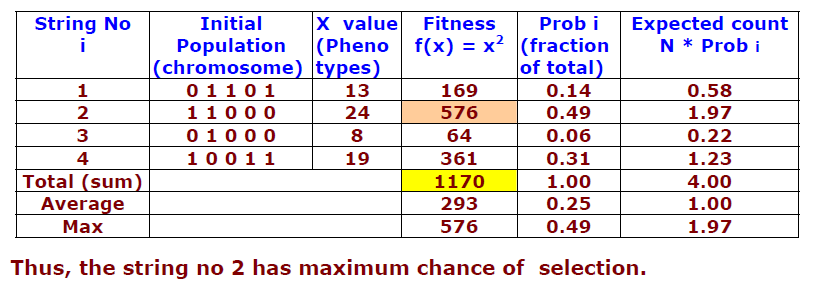 String No i | Initial Population (chromosome) | X value (Pheno types) | Fitness f(x) = x² | Prob i (fraction of total) | Expected count N * Prob i
1 | 0 1 1 0 1 | 13 | 169 | 0.14 | 0.58
2 | 1 1 0 0 0 | 24 | 576 | 0.49 | 1.97
3 | 0 1 0 0 0 | 8 | 64 | 0.06 | 0.22
4 | 1 0 0 1 1 | 19 | 361 | 0.31 | 1.23
Total (sum) | 1170 | 1.00 | 4.00
Average | 293 | 0.25 | 1.00
Max | 576 | 0.49 | 1.97
Thus, the string no 2 has maximum chance of selection.